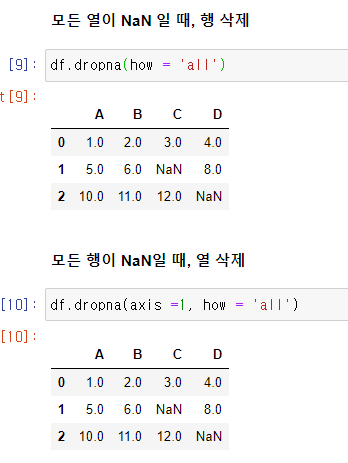 모든 열이 NaN 일 때, 행 삭제
[9]: df.dropna(how = 'all')
t[9]:
A B C D
0 1.0 2.0 3.0 4.0
1 5.0 6.0 NaN 8.0
2 10.0 11.0 12.0 NaN
모든 행이 NaN일 때, 열 삭제
[10]: df.dropna(axis =1, how = 'all')
[10]:
A B C D
0 1.0 2.0 3.0 4.0
1 5.0 6.0 NaN 8.0
2 10.0 11.0 12.0 NaN